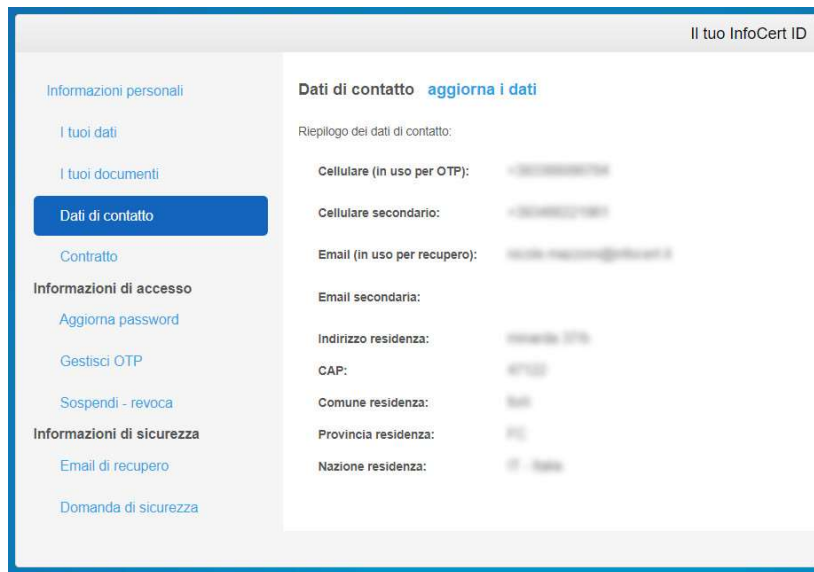 Il tuo InfoCert ID
Informazioni personali
I tuoi dati
I tuoi documenti
Dati di contatto
Contratto
Informazioni di accesso
Aggiorna password
Gestisci OTP
Sospendi - revoca
Informazioni di sicurezza
Email di recupero
Domanda di sicurezza
Dati di contatto aggiorna i dati
Riepilogo dei dati di contatto:
Cellulare (in uso per OTP):
Cellulare secondario:
Email (in uso per recupero):
Email secondaria:
Indirizzo residenza:
CAP:
Comune residenza:
Provincia residenza:
Nazione residenza: